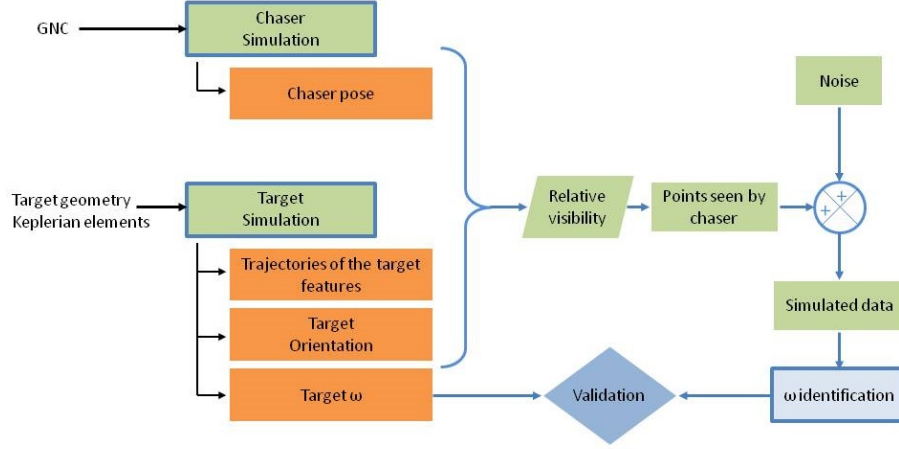 GNC
Chaser
Simulation
Chaser pose
Noise
Target geometry
Keplerian elements
Target
Simulation
Relative
visibility
Points seen by
chaser
+
+
Trajectories of the target
features
Simulated data
Target
Orientation
Target ω
Validation
ω identification